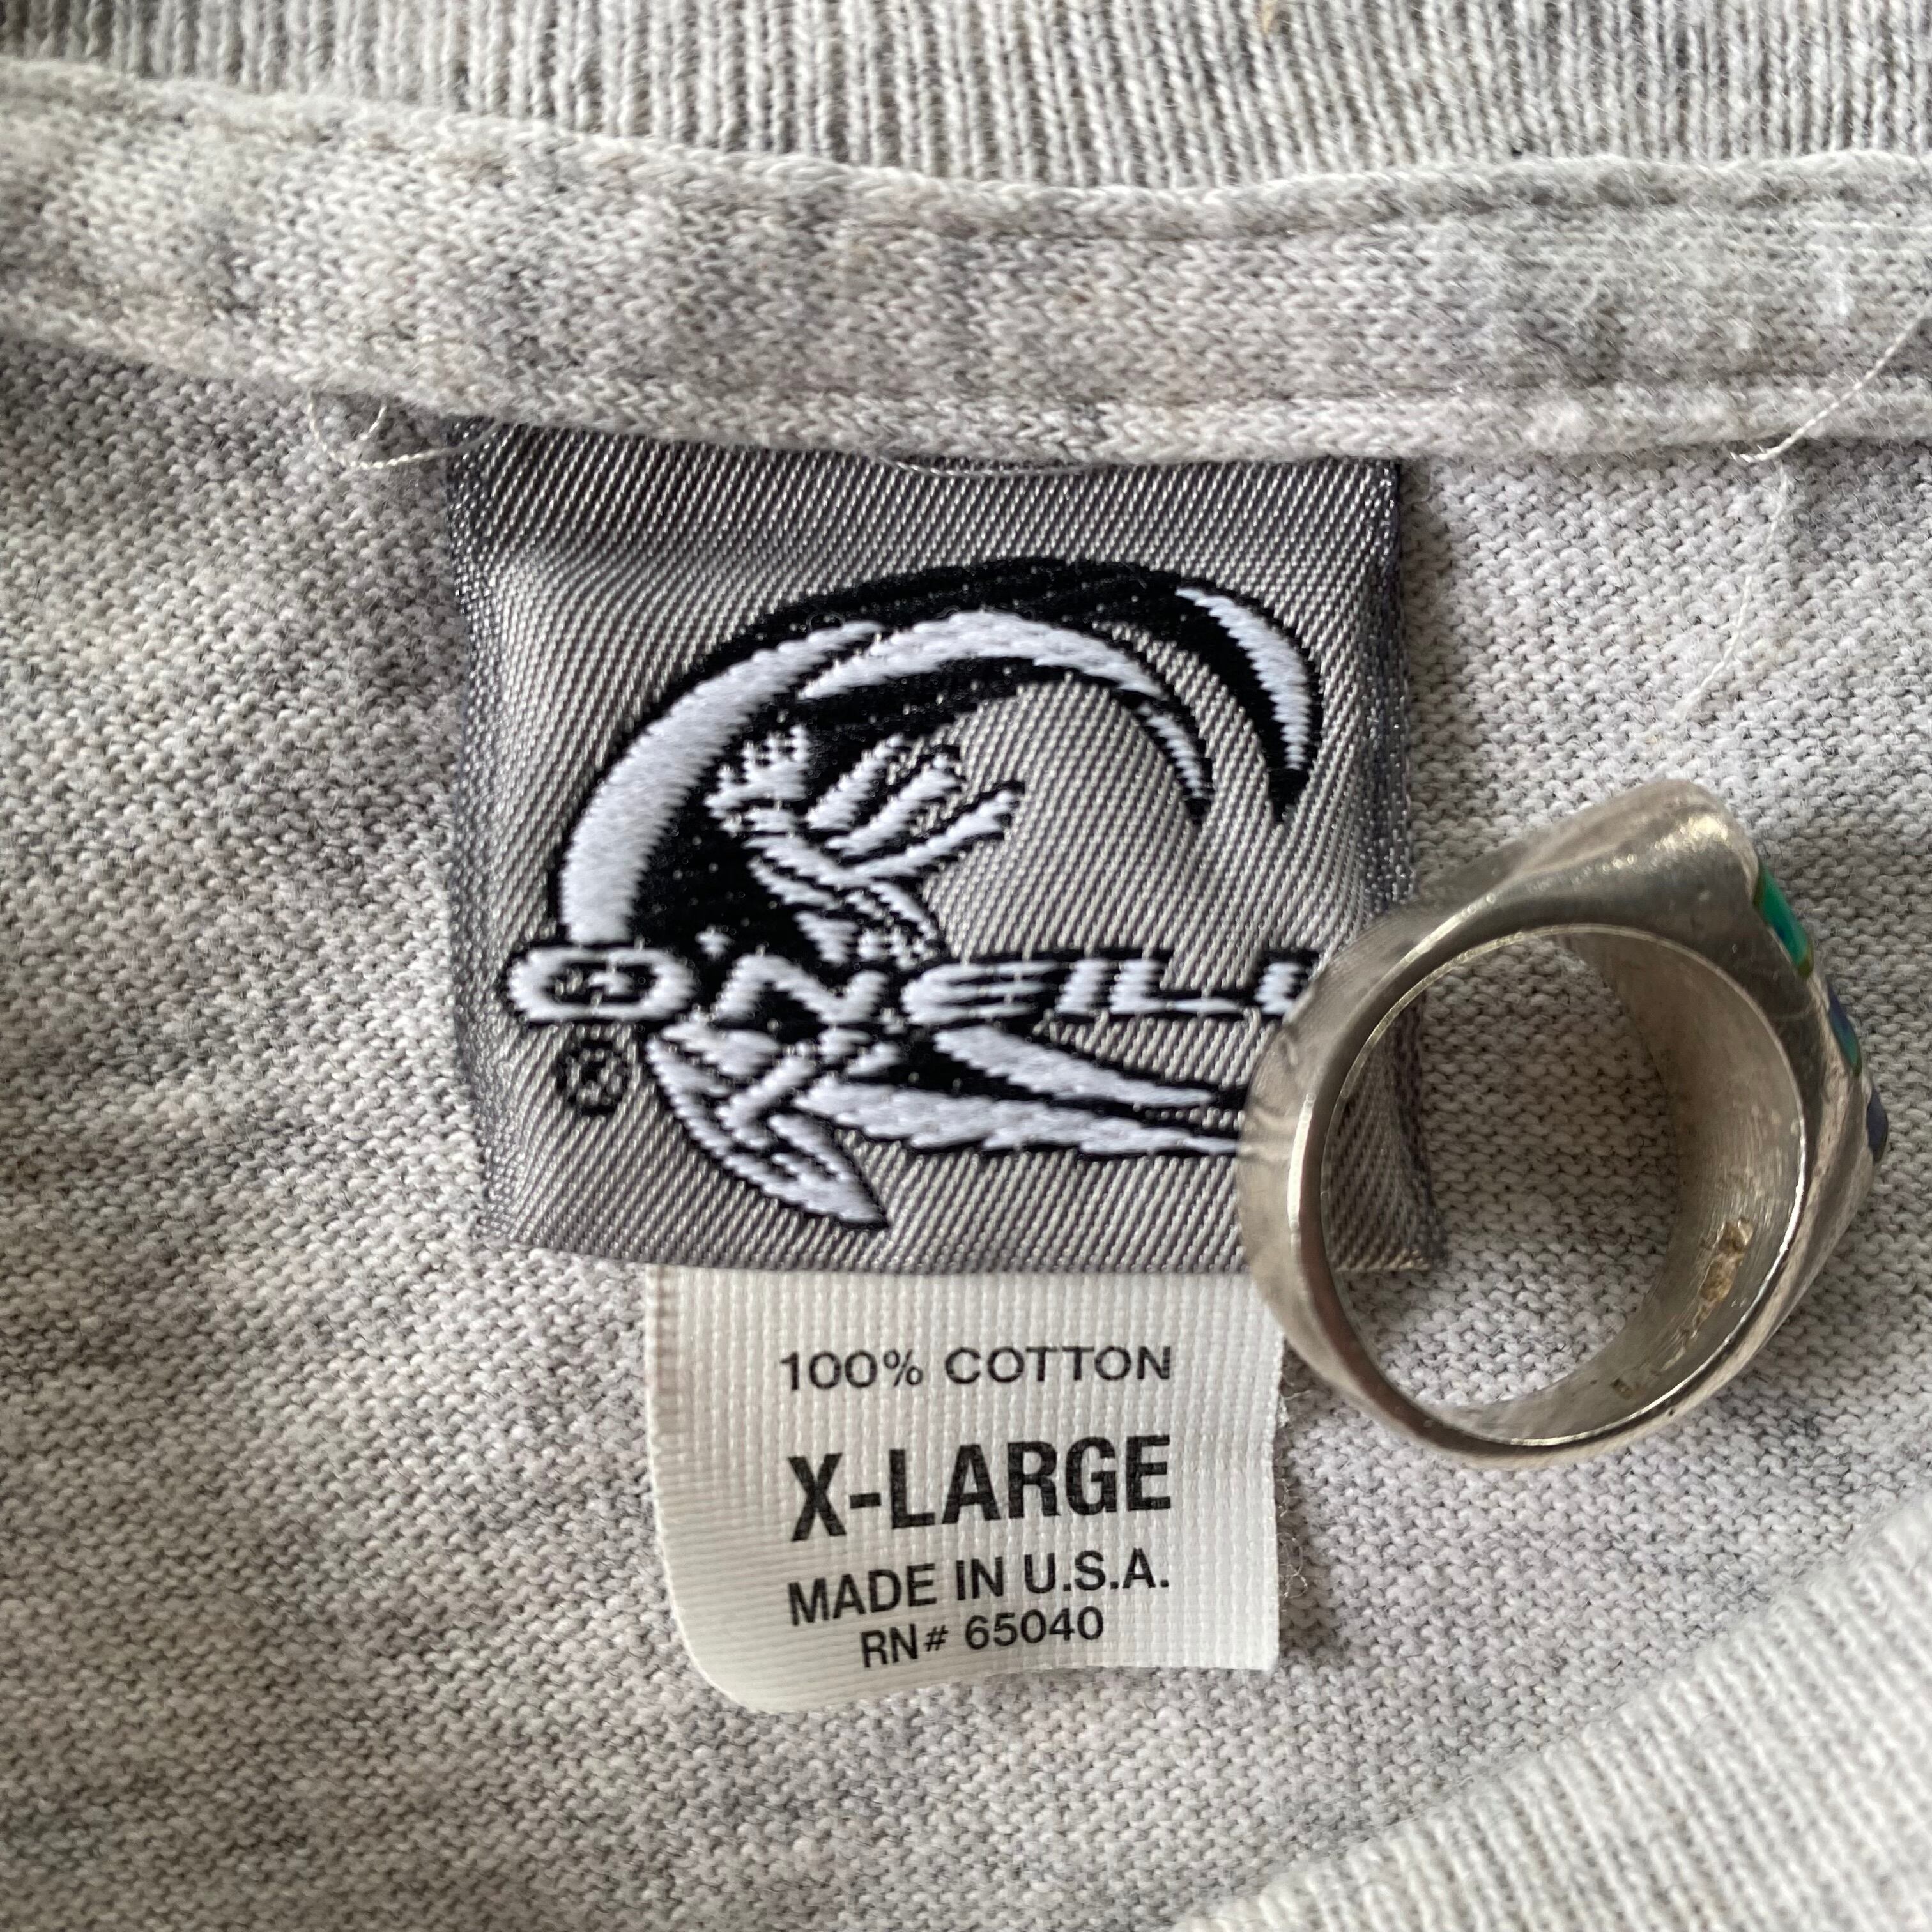 O'NEILL
®
100% COTTON
X-LARGE
MADE IN U.S.A.
RN# 65040